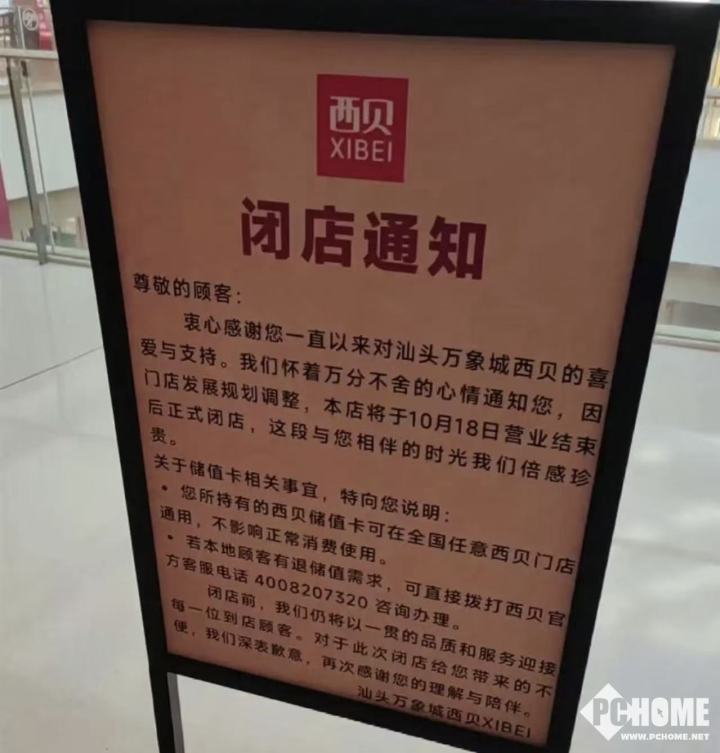 西贝
XIBEI
闭店通知
尊敬的顾客：
衷心感谢您一直以来对汕头万象城西贝的喜
爱与支持。我们怀着万分不舍的心情通知您，因
门店发展规划调整，本店将于10月18日营业结束
后正式闭店，这段与您相伴的时光我们倍感珍
贵。
关于储值卡相关事宜，特向您说明：
• 您所持有的西贝储值卡可在全国任意西贝门店
通用，不影响正常消费使用。
• 若本地顾客有退储值需求，可直接拨打西贝官
方客服电话 4008207320 咨询办理。
闭店前，我们仍将以一贯的品质和服务迎接
每一位到店顾客。对于此次闭店给您带来的不
便，我们深表歉意，再次感谢您的理解与陪伴。
汕头万象城西贝XIBEI
PCHOME
WWW.PCHOME.NET